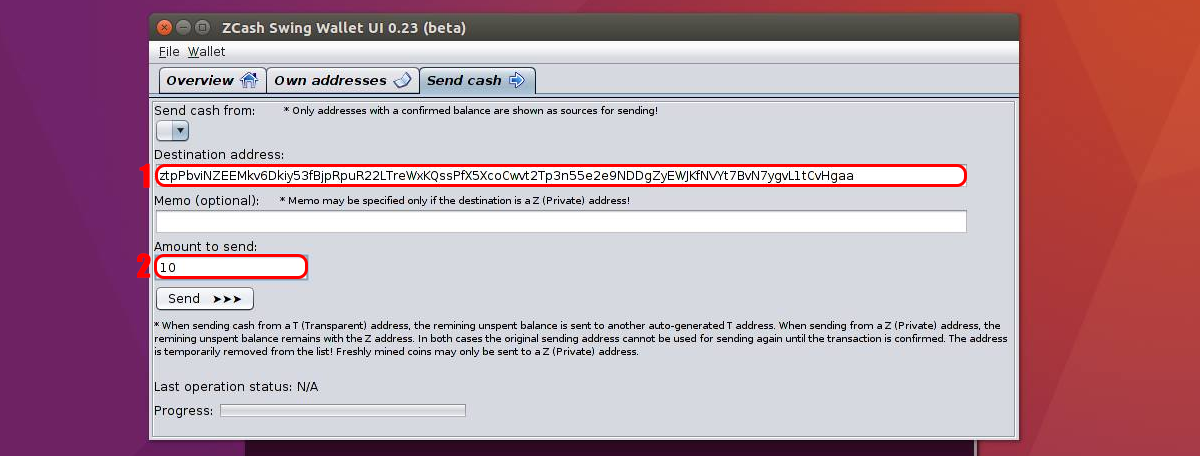 ZCash Swing Wallet UI 0.23 (beta)
File Wallet
Overview Own addresses Send cash
Send cash from: * Only addresses with a confirmed balance are shown as sources for sending!
Destination address:
1 ztpPbviNZEEMkv6Dkiy53fBjpRpuR22LTreWxKQssPfX5XcoCwvt2Tp3n55e2e9NDDgZyEWJKfNVYt7BvN7ygvL1tCvHgaa
Memo (optional): * Memo may be specified only if the destination is a Z (Private) address!
Amount to send:
2 10
Send ➤➤➤
* When sending cash from a T (Transparent) address, the remining unspent balance is sent to another auto-generated T address. When sending from a Z (Private) address, the
remining unspent balance remains with the Z address. In both cases the original sending address cannot be used for sending again until the transaction is confirmed. The address
is temporarily removed from the list! Freshly mined coins may only be sent to a Z (Private) address.
Last operation status: N/A
Progress: